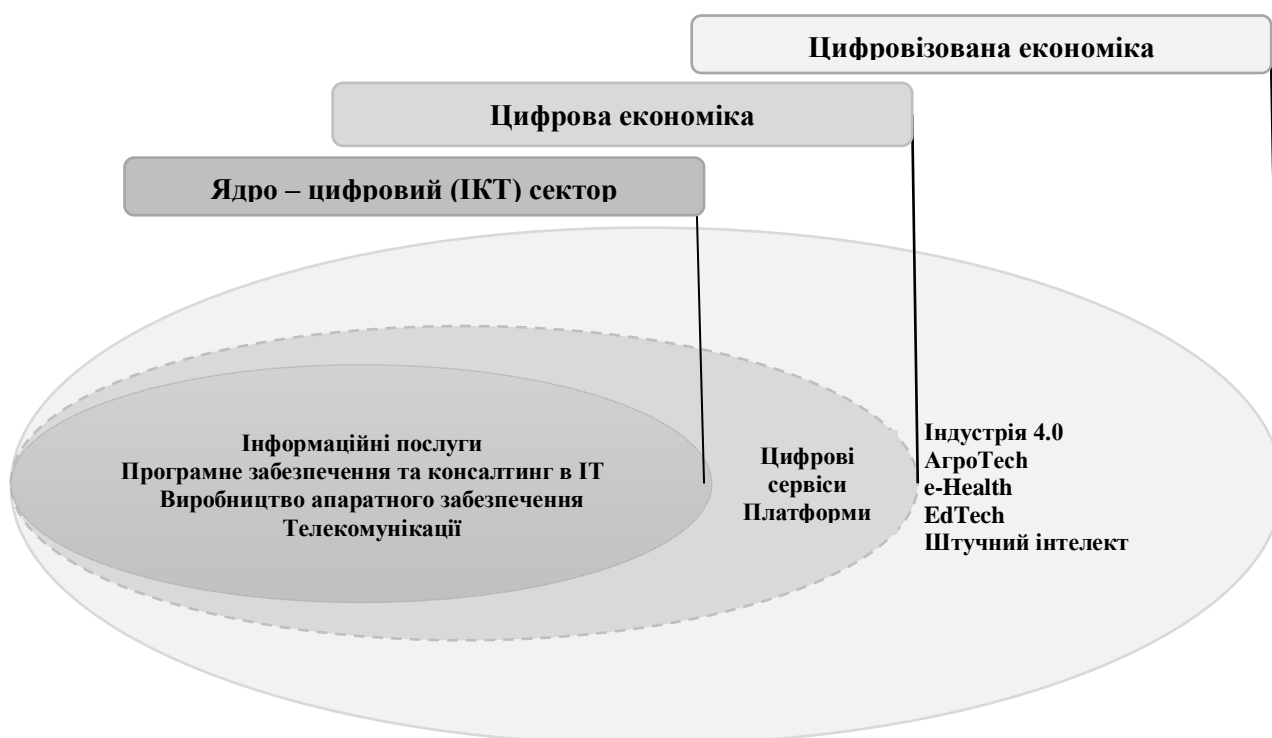 Цифровізована економіка
Цифрова економіка
Ядро – цифровий (ІКТ) сектор
Інформаційні послуги
Програмне забезпечення та консалтинг в ІТ
Виробництво апаратного забезпечення
Телекомунікації
Цифрові
сервіси
Платформи
Індустрія 4.0
АгроTech
e-Health
EdTech
Штучний інтелект